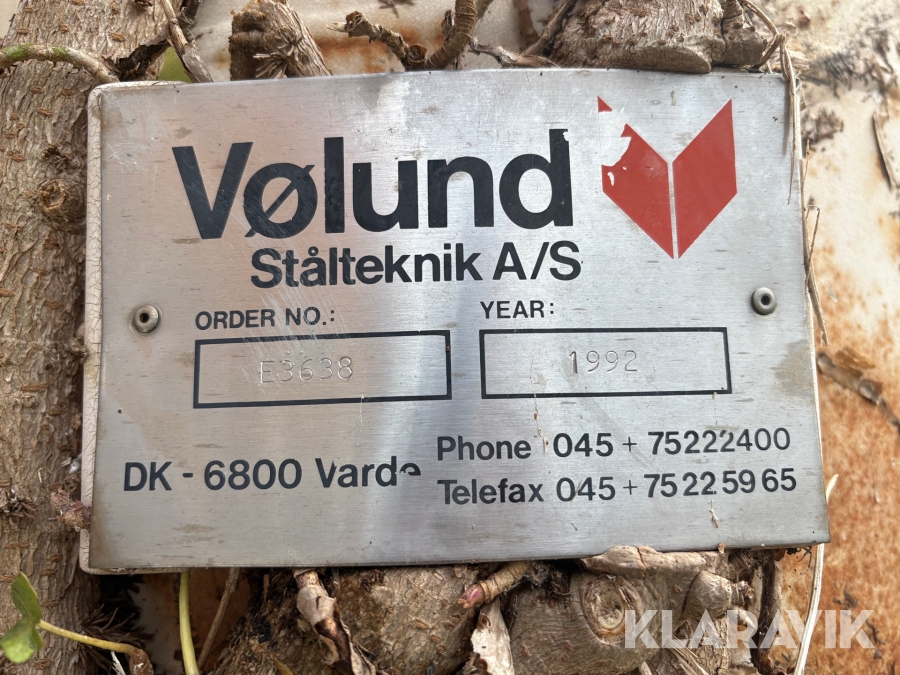 Vølund
Stålteknik A/S
ORDER NO.: YEAR:
E3638 1992
DK - 6800 Varde
Phone 045 + 75222400
Telefax 045 + 75225965
KLARAVIK